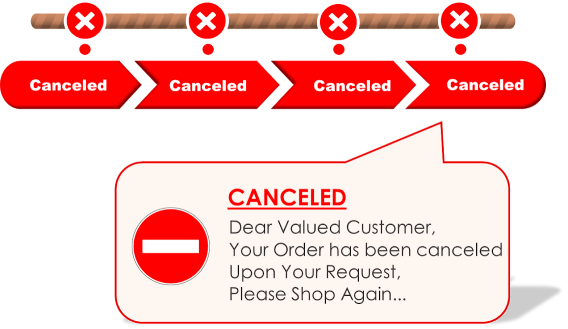 Canceled Canceled Canceled Canceled
CANCELED
Dear Valued Customer,
Your Order has been canceled
Upon Your Request,
Please Shop Again...